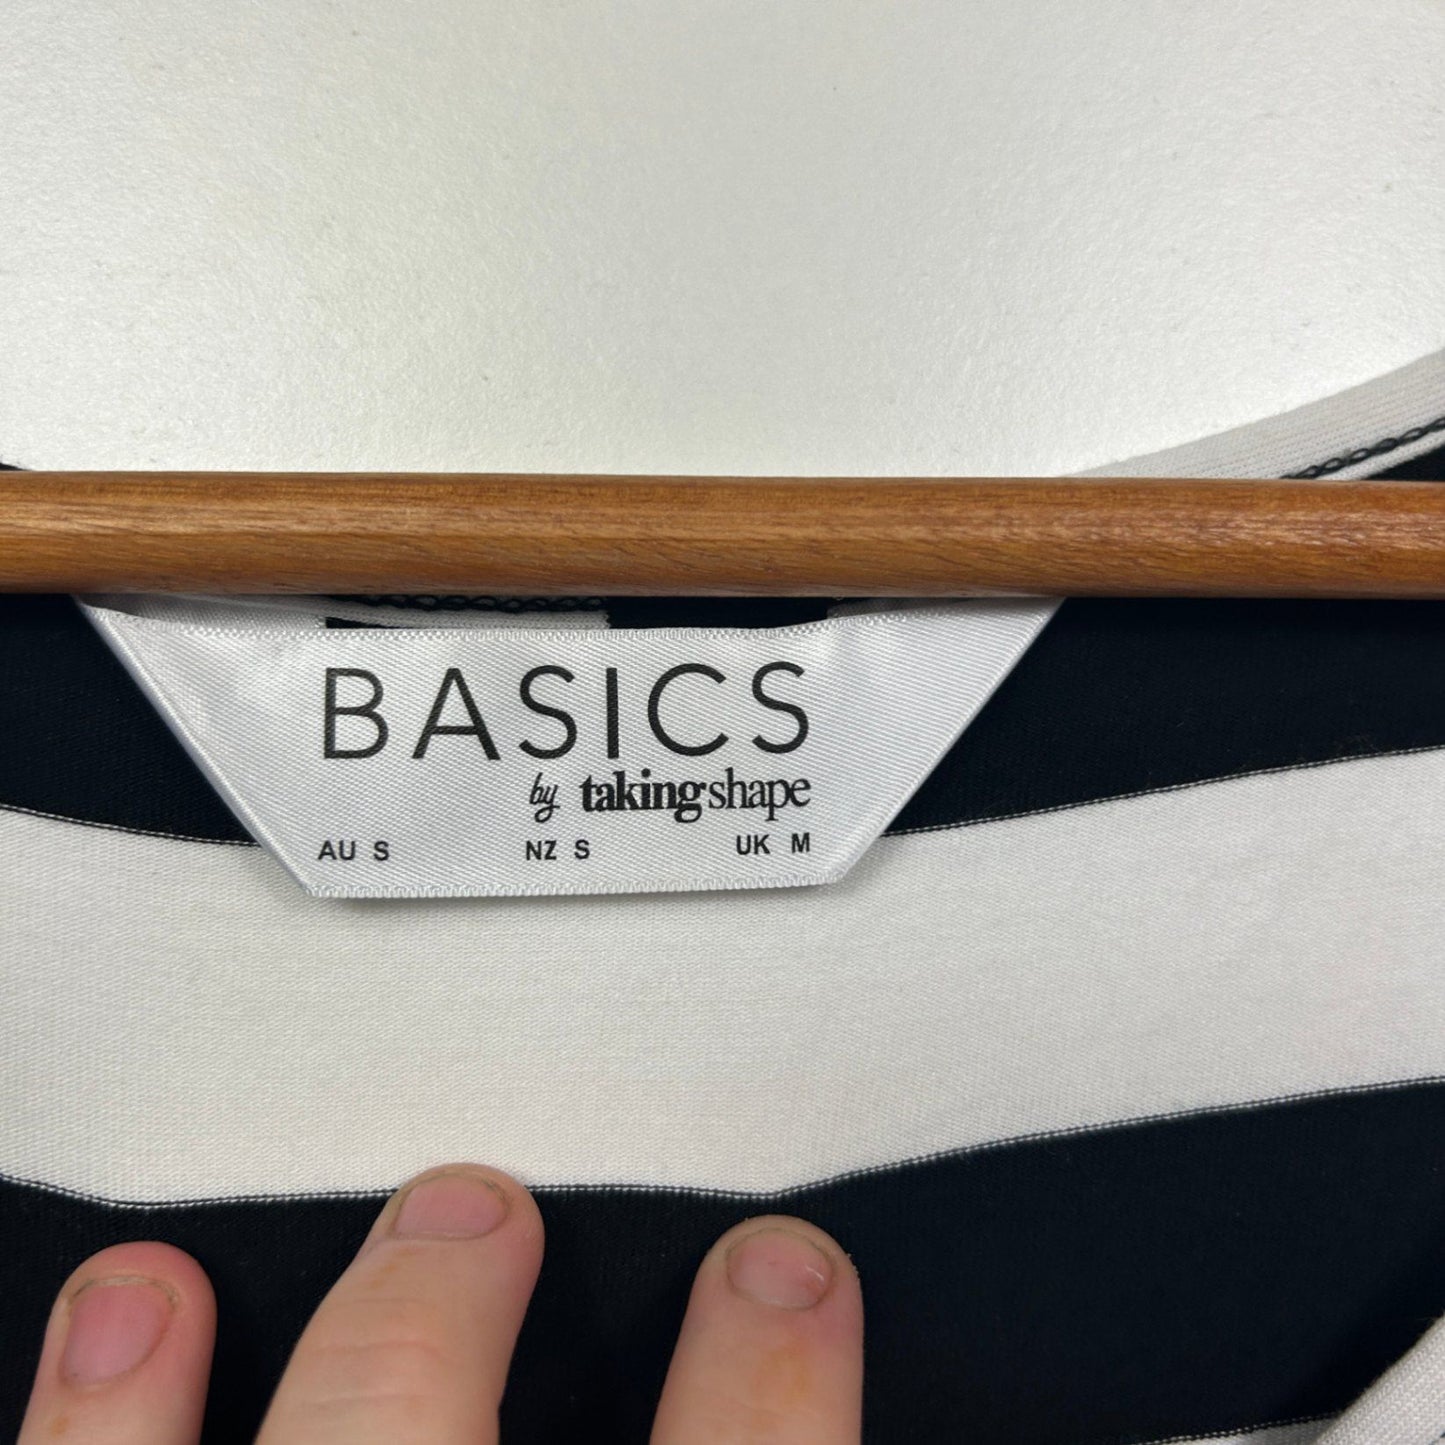 BASICS
by takingshape
AU S NZ S UK M